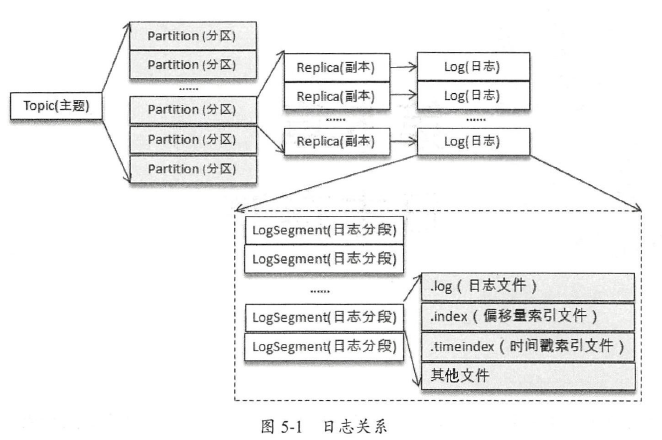 Topic(主题)
Partition (分区)
Partition (分区)
......
Partition (分区)
Partition (分区)
Partition (分区)
Replica(副本)
Replica(副本)
......
Replica(副本)
Log(日志)
Log(日志)
......
Log(日志)
LogSegment(日志分段)
LogSegment(日志分段)
......
LogSegment(日志分段)
LogSegment(日志分段)
.log（日志文件）
.index（偏移量索引文件）
.timeindex（时间戳索引文件）
其他文件
图 5-1 日志关系